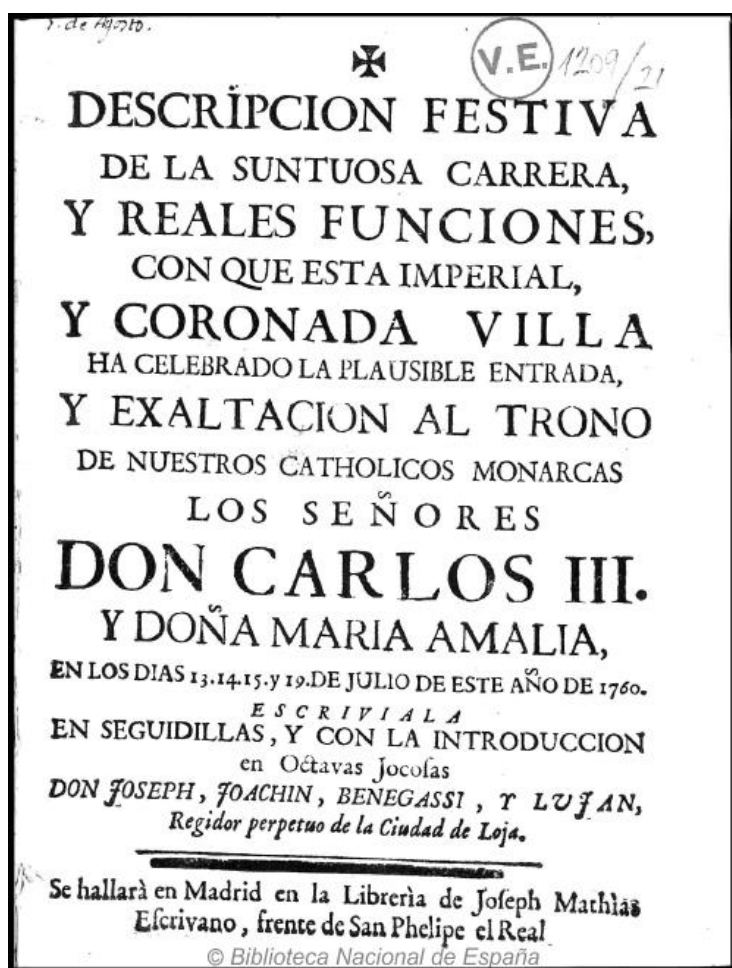 8. de Agosto.
V.E. 1209/21
✠
DESCRIPCION FESTIVA
DE LA SUNTUOSA CARRERA,
Y REALES FUNCIONES,
CON QUE ESTA IMPERIAL,
Y CORONADA VILLA
HA CELEBRADO LA PLAUSIBLE ENTRADA,
Y EXALTACION AL TRONO
DE NUESTROS CATHOLICOS MONARCAS
LOS SEÑORES
DON CARLOS III.
Y DOÑA MARIA AMALIA,
EN LOS DIAS 13.14.15.y 19.DE JULIO DE ESTE AÑO DE 1760.
ESCRIVIALA
EN SEGUIDILLAS, Y CON LA INTRODUCCION
en Octavas Jocoſas
DON JOSEPH, JOACHIN, BENEGASSI, Y LUJAN,
Regidor perpetuo de la Ciudad de Loja.
Se hallarà en Madrid en la Librerìa de Joſeph Mathìas
Eſcrivano, frente de San Phelipe el Real
© Biblioteca Nacional de España